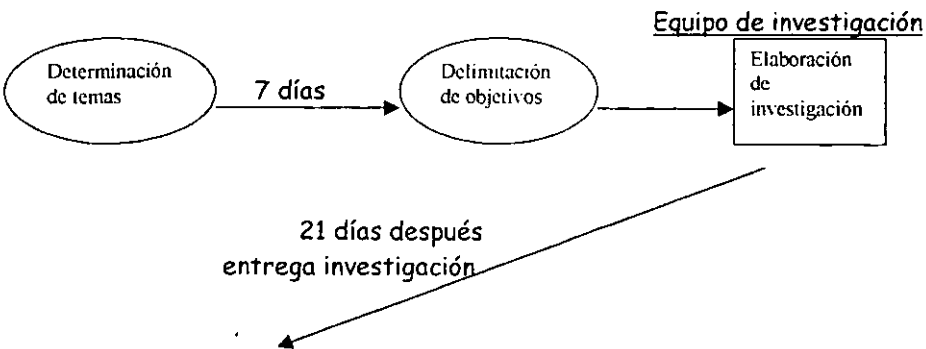 Equipo de investigación
Determinación
de temas
7 días
Delimitación
de objetivos
Elaboración
de
investigación
21 días después
entrega investigación